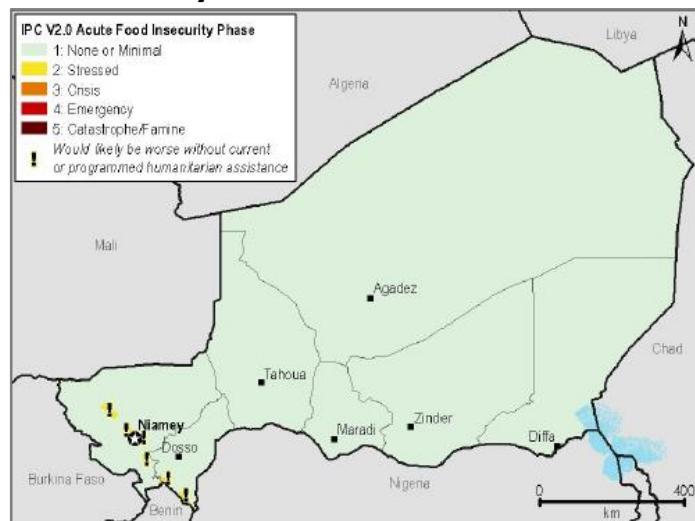 IPC V2.0 Acute Food Insecurity Phase
1: None or Minimal
2: Stressed
3: Crisis
4: Emergency
5: Catastrophe/Famine
! Would likely be worse without current
or programmed humanitarian assistance
N
Libya
Algeria
Mali
Agadez
Chad
Tahoua
Niamey
Maradi
Zinder
Diffa
Dosso
Burkina Faso
Nigeria
Benin
0 400
km